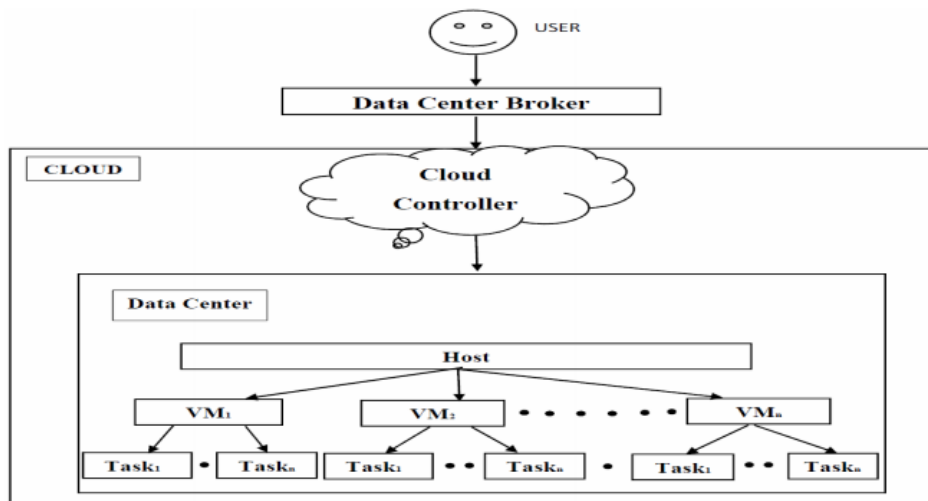 USER
Data Center Broker
CLOUD
Cloud
Controller
Data Center
Host
VM₁ VM₂ VMₙ
Task₁ Taskₙ Task₁ Taskₙ Task₁ Taskₙ